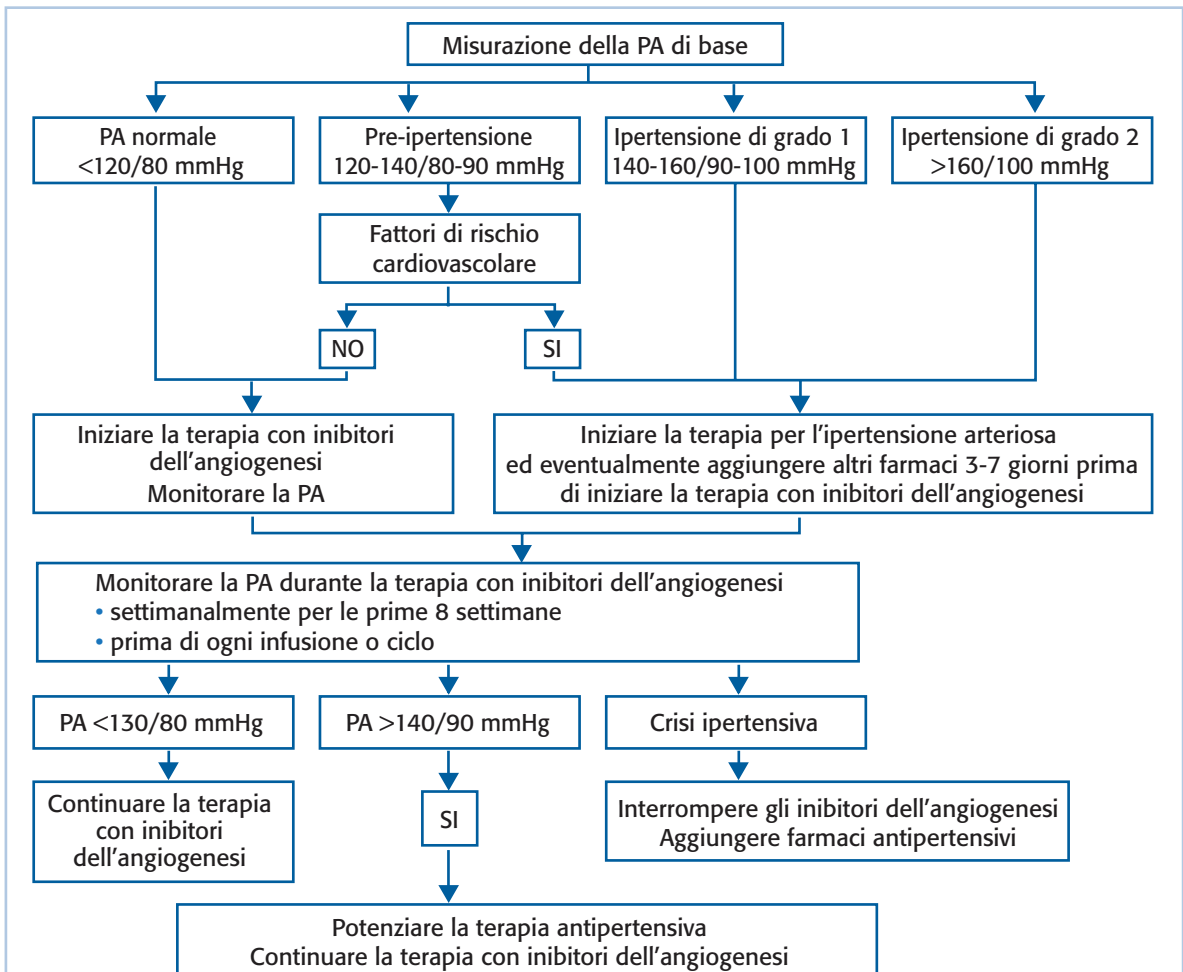 Misurazione della PA di base
PA normale
<120/80 mmHg
Pre-ipertensione
120-140/80-90 mmHg
Ipertensione di grado 1
140-160/90-100 mmHg
Ipertensione di grado 2
>160/100 mmHg
Fattori di rischio
cardiovascolare
NO
SI
Iniziare la terapia con inibitori
dell'angiogenesi
Monitorare la PA
Iniziare la terapia per l'ipertensione arteriosa
ed eventualmente aggiungere altri farmaci 3-7 giorni prima
di iniziare la terapia con inibitori dell'angiogenesi
Monitorare la PA durante la terapia con inibitori dell'angiogenesi
• settimanalmente per le prime 8 settimane
• prima di ogni infusione o ciclo
PA <130/80 mmHg
PA >140/90 mmHg
Crisi ipertensiva
Continuare la terapia
con inibitori
dell'angiogenesi
SI
Interrompere gli inibitori dell'angiogenesi
Aggiungere farmaci antipertensivi
Potenziare la terapia antipertensiva
Continuare la terapia con inibitori dell'angiogenesi